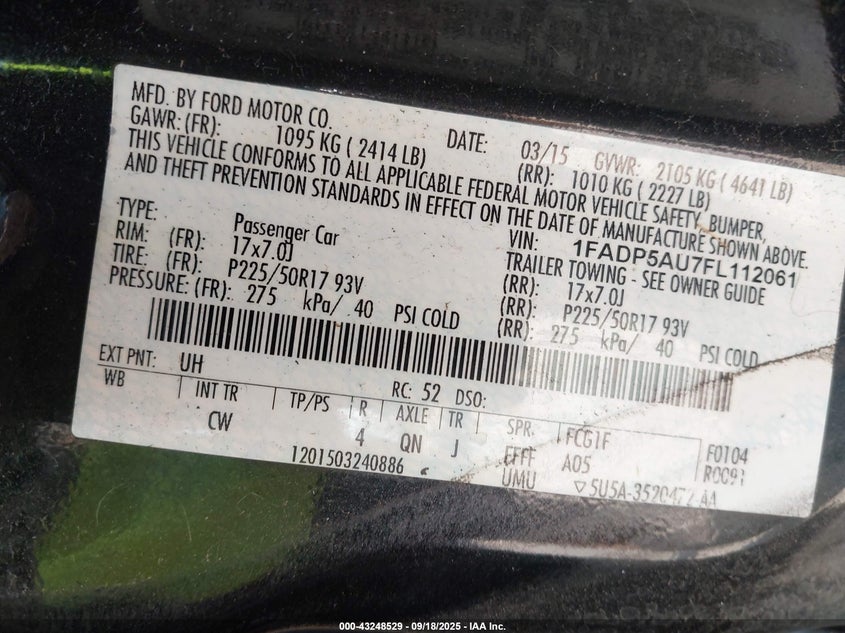 MFD. BY FORD MOTOR CO.
DATE: 03/15 GVWR: 2105 KG ( 4641 LB)
GAWR: (FR): 1095 KG ( 2414 LB) (RR): 1010 KG ( 2227 LB)
THIS VEHICLE CONFORMS TO ALL APPLICABLE FEDERAL MOTOR VEHICLE SAFETY, BUMPER,
AND THEFT PREVENTION STANDARDS IN EFFECT ON THE DATE OF MANUFACTURE SHOWN ABOVE.
VIN: 1FADP5AU7FL112061
TYPE: Passenger Car TRAILER TOWING - SEE OWNER GUIDE
RIM: (FR): 17x7.0J (RR): 17x7.0J
TIRE: (FR): P225/50R17 93V (RR): P225/50R17 93V
PRESSURE: (FR): 275 kPa/ 40 PSI COLD (RR): 275 kPa/ 40 PSI COLD
EXT PNT: UH RC: 52 DSO:
WB INT TR TP/PS R AXLE TR SPR. FCG1F F0104
CW 4 QN J EFFF A05 R0091
1201503240886 UMU ▽5U5A-3520472-AA
000-43248529 - 09/18/2025 - IAA Inc.